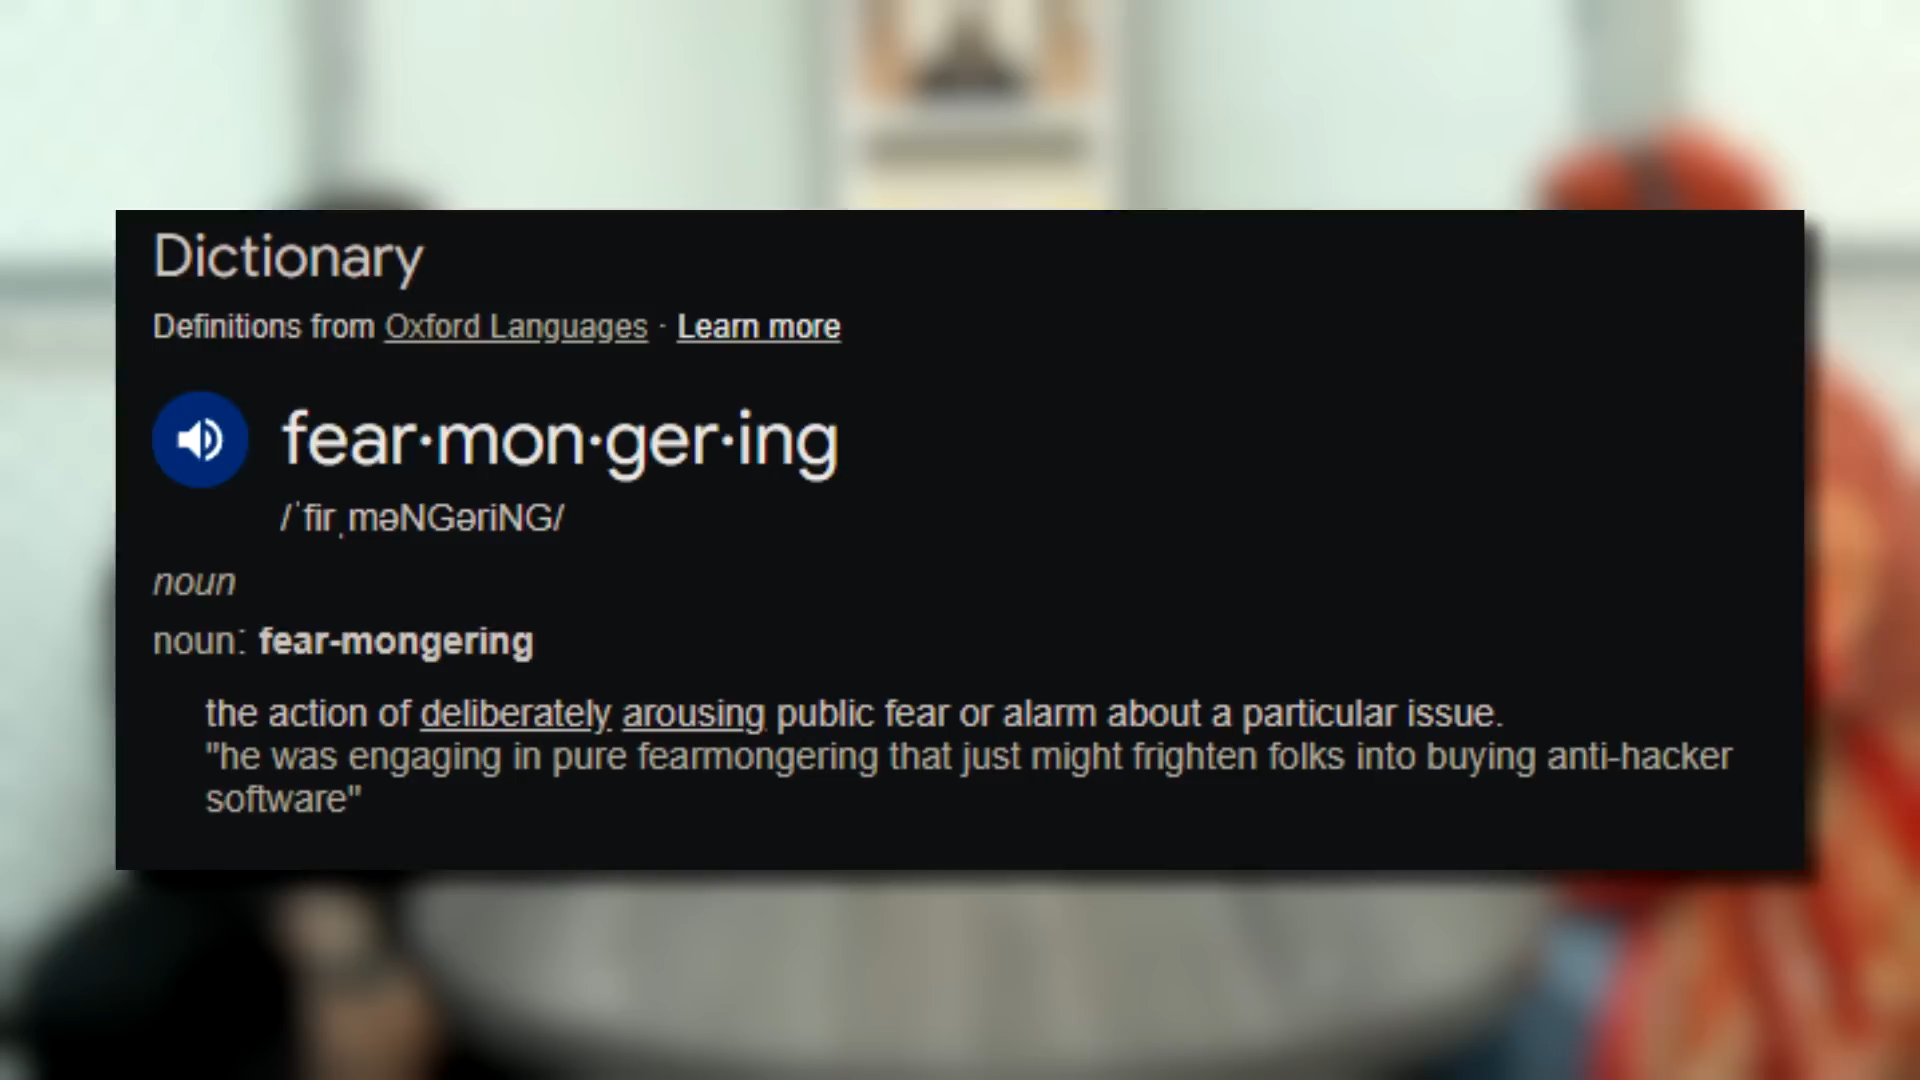 Dictionary
Definitions from Oxford Languages · Learn more
fear·mon·ger·ing
/ˈfirˌməNGəriNG/
noun
noun: fear-mongering
the action of deliberately arousing public fear or alarm about a particular issue.
"he was engaging in pure fearmongering that just might frighten folks into buying anti-hacker
software"